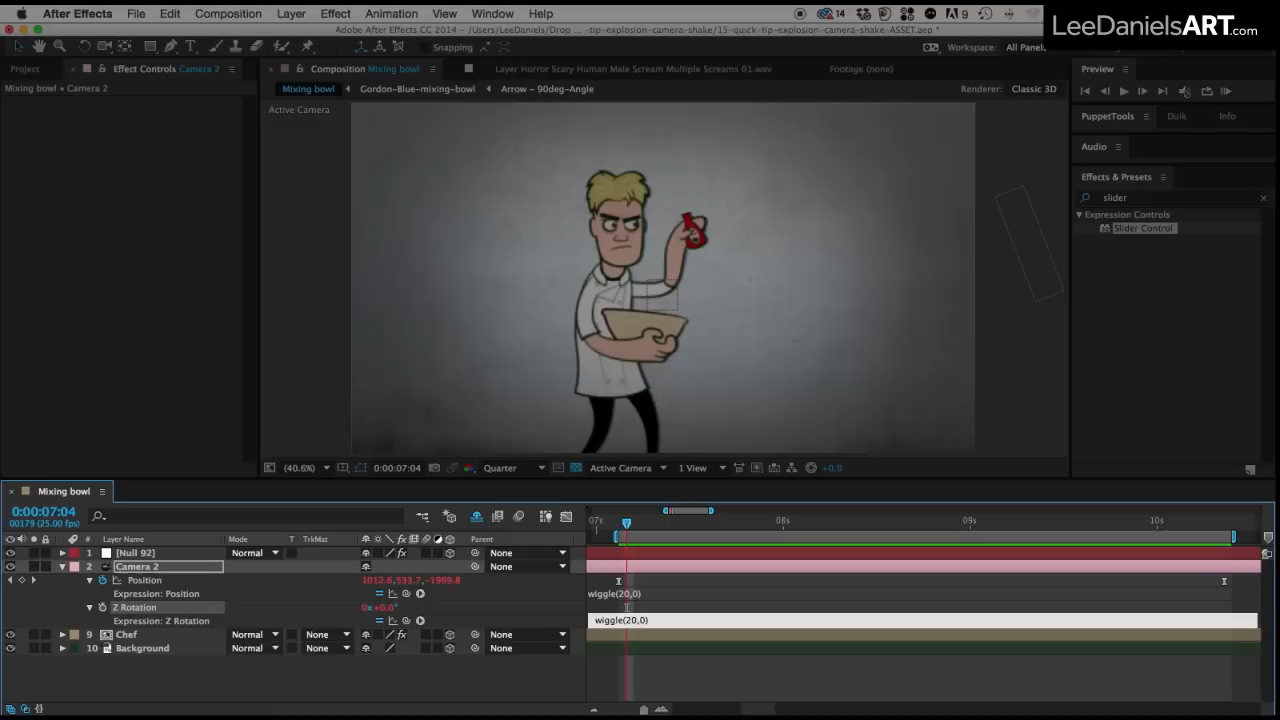 After Effects File Edit Composition Layer Effect Animation View Window Help 14 9
LeeDanielsART.com
Adobe After Effects CC 2014 - /Users/LeeDaniels/Drop ... -tip-explosion-camera-shake/15-quick-tip-explosion-camera-shake-ASSET.aep *
Snapping
Workspace: All Panels
Project
Effect Controls Camera 2
Composition Mixing bowl
Layer Horror Scary Human Male Scream Multiple Screams 01.wav
Footage (none)
Preview
Mixing bowl • Camera 2
Mixing bowl Gordon-Blue-mixing-bowl Arrow - 90deg-Angle
Renderer: Classic 3D
Active Camera
PuppetTools Duik Info
Audio
Effects & Presets
slider
Expression Controls
Slider Control
(40.6%) 0:00:07:04 Quarter Active Camera 1 View +0.0
Mixing bowl
0:00:07:04
00179 (25.00 fps)
07s 08s 09s 10s
# Layer Name Mode T TrkMat Parent
1 [Null 92] Normal None
2 Camera 2 None
Position 1012.6,533.7,-1999.8
Expression: Position wiggle(20,0)
Z Rotation 0x+0.0°
Expression: Z Rotation wiggle(20,0)
9 Chef Normal None None
10 Background Normal None None